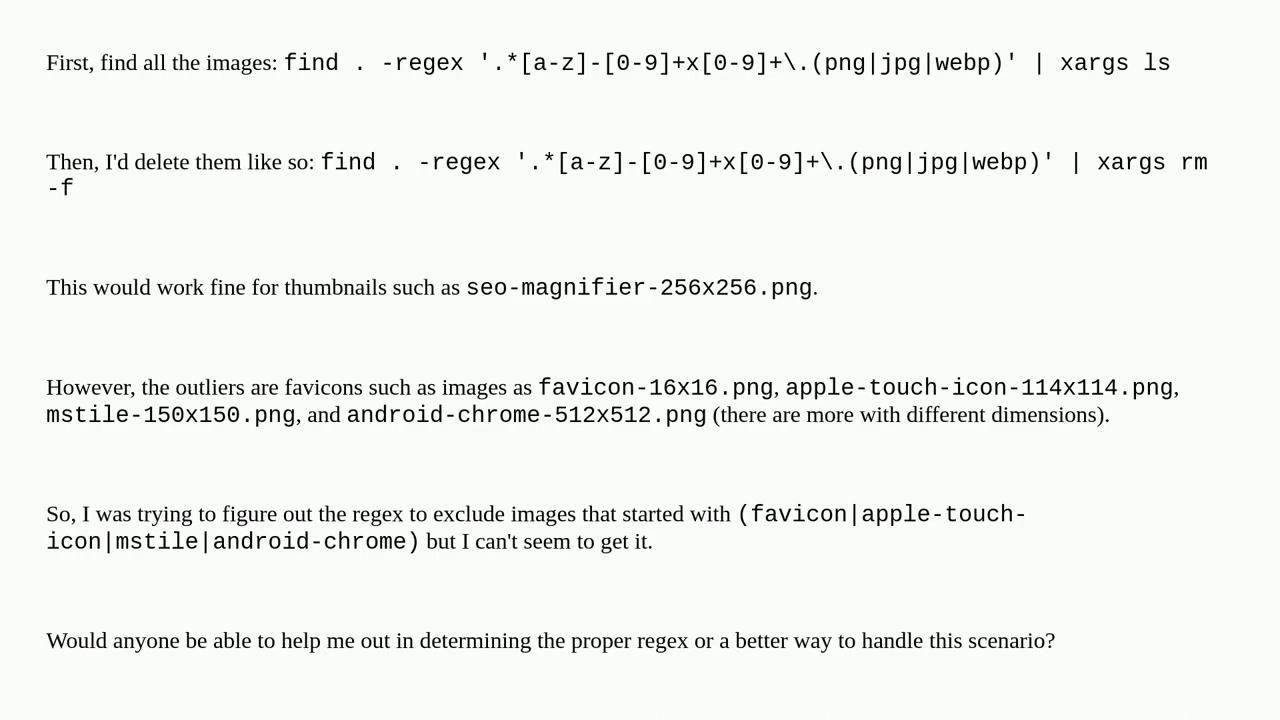 First, find all the images: find . -regex '.*[a-z]-[0-9]+x[0-9]+\.(png|jpg|webp)' | xargs ls
Then, I'd delete them like so: find . -regex '.*[a-z]-[0-9]+x[0-9]+\.(png|jpg|webp)' | xargs rm
-f
This would work fine for thumbnails such as seo-magnifier-256x256.png.
However, the outliers are favicons such as images as favicon-16x16.png, apple-touch-icon-114x114.png,
mstile-150x150.png, and android-chrome-512x512.png (there are more with different dimensions).
So, I was trying to figure out the regex to exclude images that started with (favicon|apple-touch-
icon|mstile|android-chrome) but I can't seem to get it.
Would anyone be able to help me out in determining the proper regex or a better way to handle this scenario?